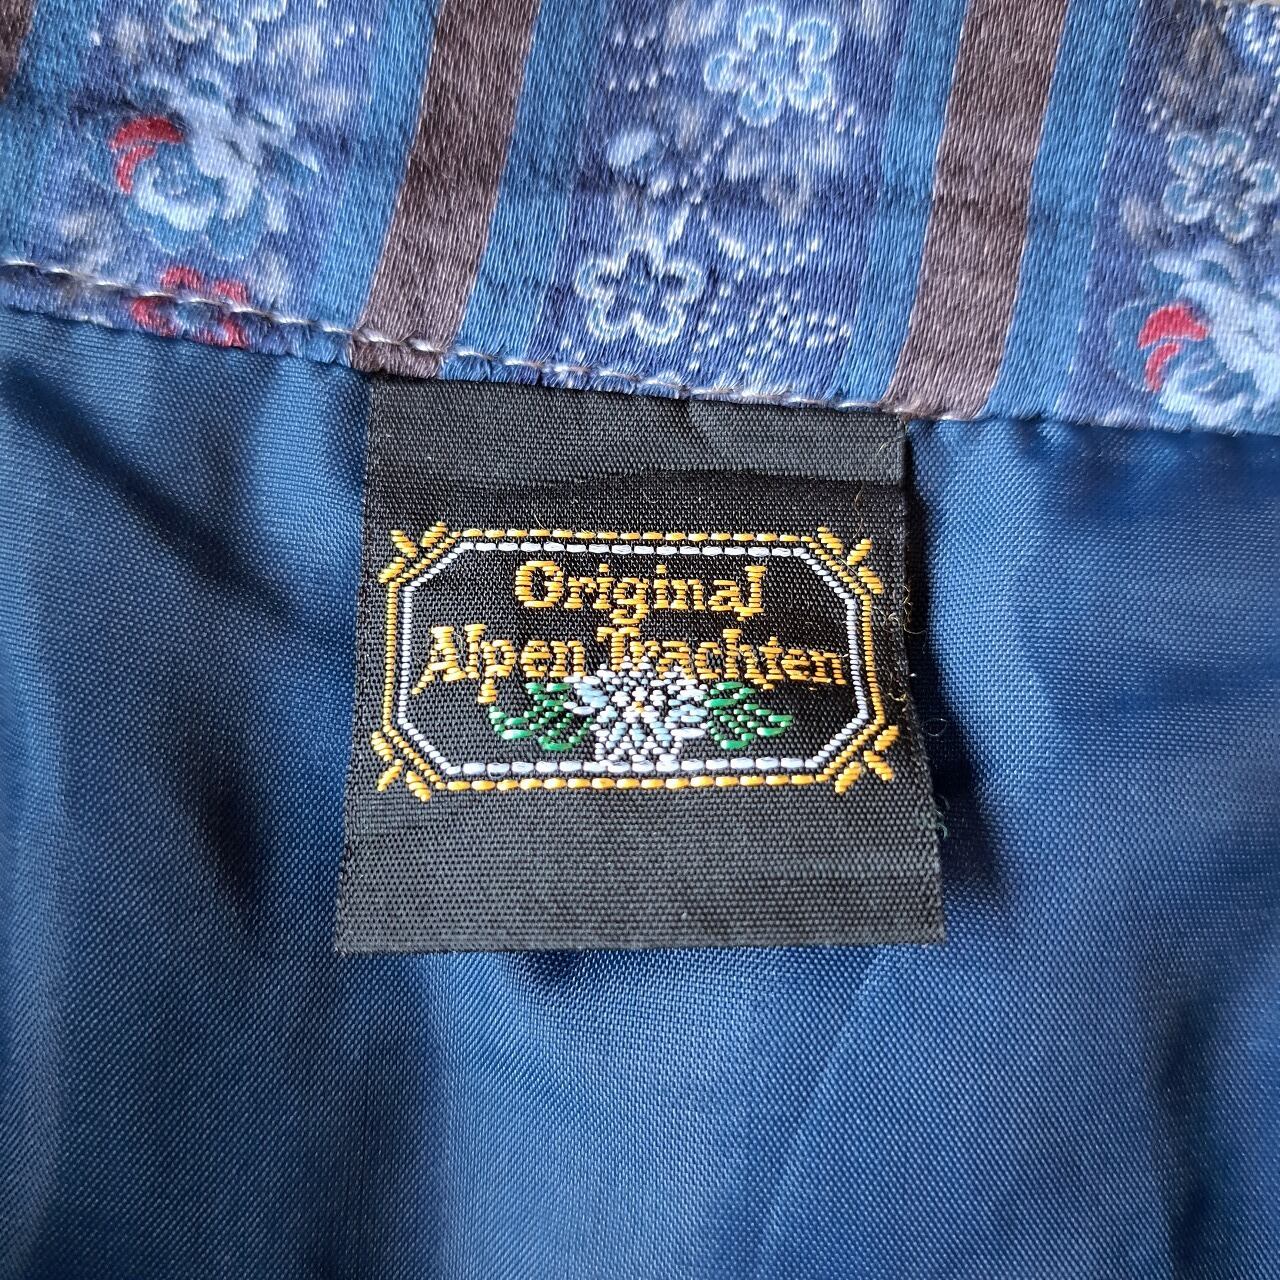 Original
Alpen Trachten